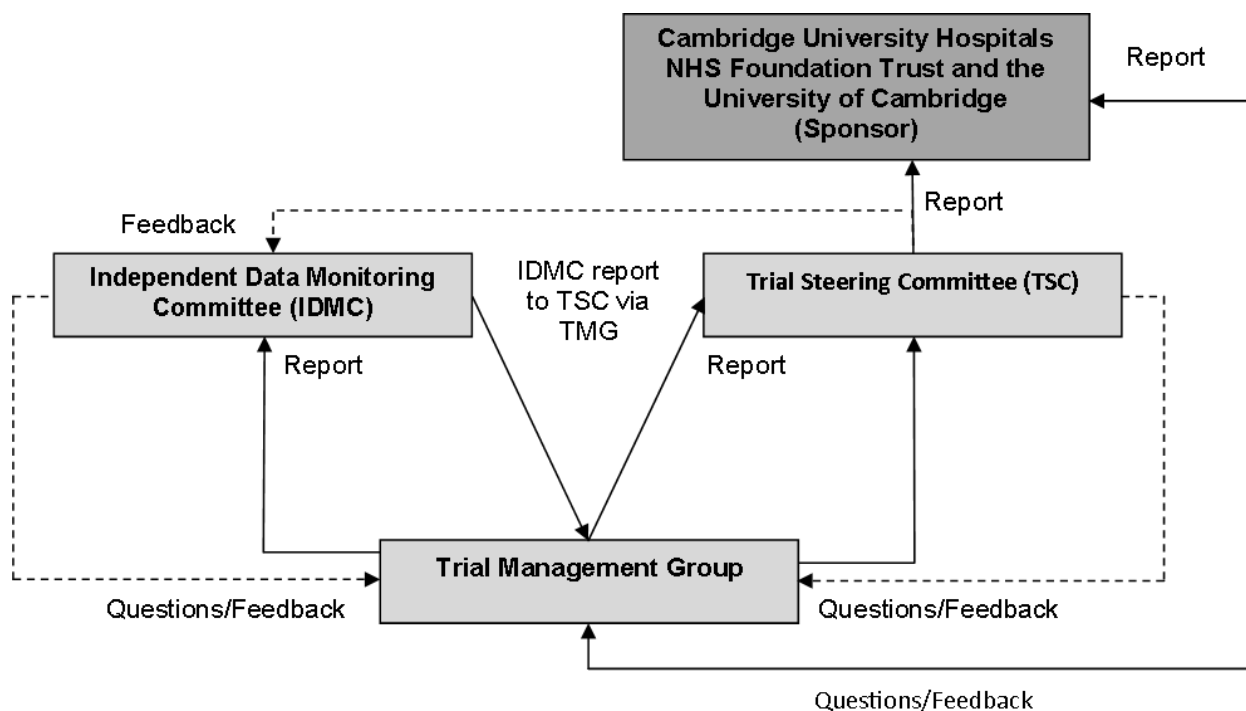 Cambridge University Hospitals
NHS Foundation Trust and the
University of Cambridge
(Sponsor)
Report
Report
Feedback
Independent Data Monitoring
Committee (IDMC)
IDMC report
to TSC via
TMG
Trial Steering Committee (TSC)
Report
Report
Trial Management Group
Questions/Feedback
Questions/Feedback
Questions/Feedback